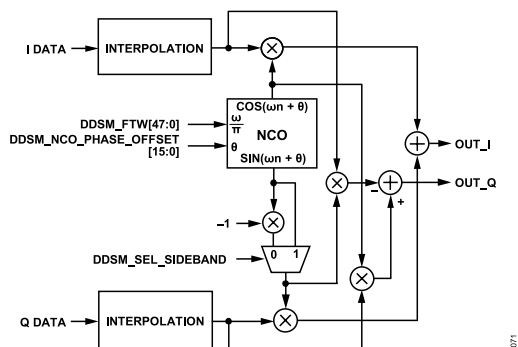 I DATA
INTERPOLATION
COS(ωn + θ)
DDSM_FTW[47:0]
ω
π
NCO
DDSM_NCO_PHASE_OFFSET
[15:0]
θ
SIN(ωn + θ)
OUT_I
–
+
OUT_Q
–1
0 1
DDSM_SEL_SIDEBAND
Q DATA
INTERPOLATION
071